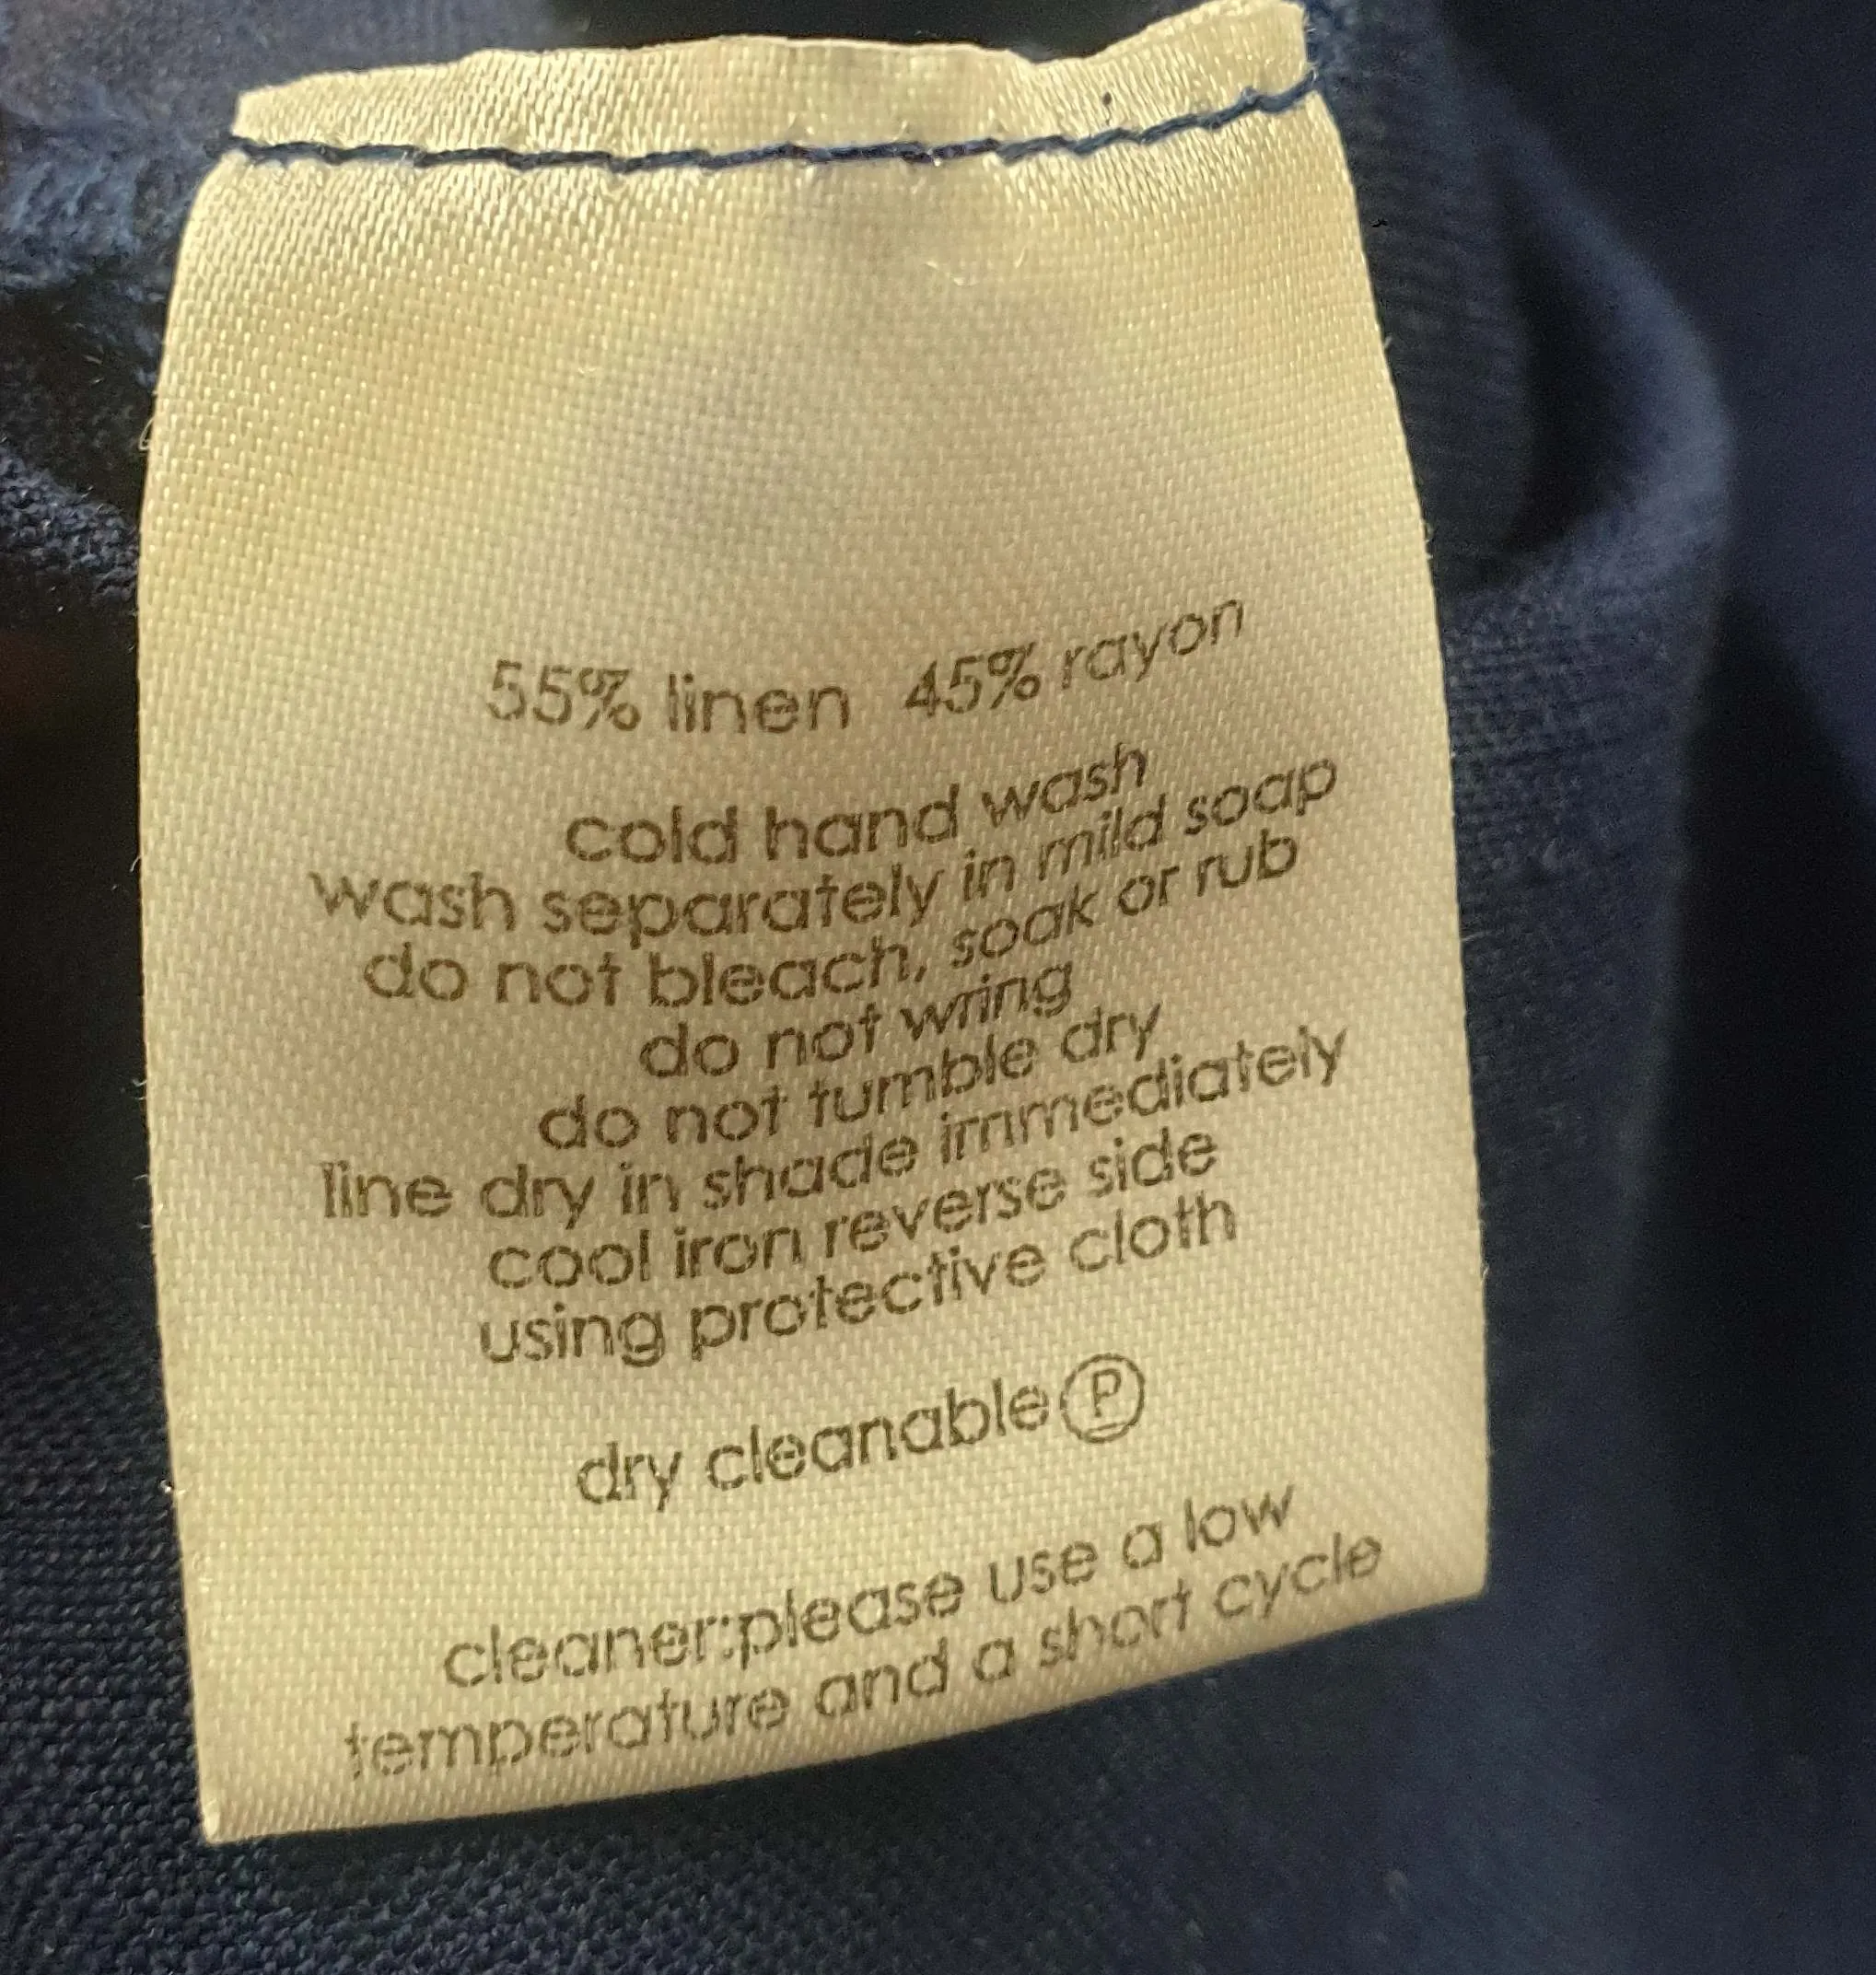 55% linen 45% rayon
cold hand wash
wash separately in mild soap
do not bleach, soak or rub
do not wring
do not tumble dry
line dry in shade immediately
cool iron reverse side
using protective cloth
dry cleanable Ⓟ
cleaner:please use a low
temperature and a short cycle